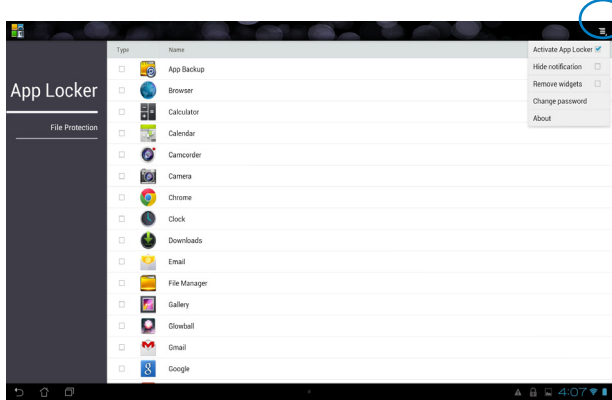 Type Name
App Locker
File Protection
App Backup
Browser
Calculator
Calendar
Camcorder
Camera
Chrome
Clock
Downloads
Email
File Manager
Gallery
Glowball
Gmail
8 Google
Activate App Locker
Hide notification
Remove widgets
Change password
About
4:07